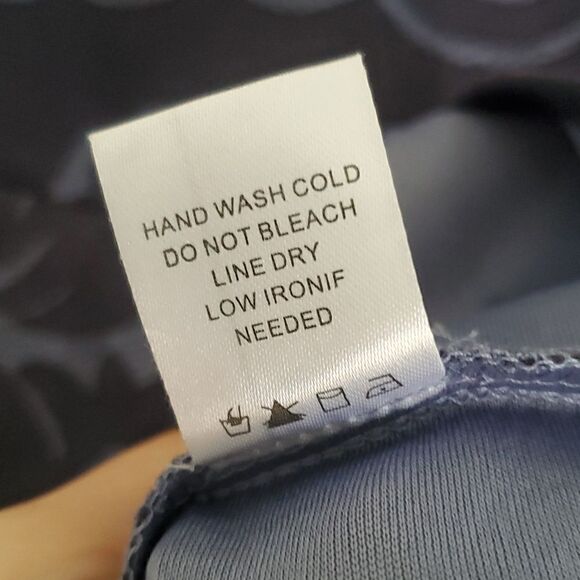 HAND WASH COLD
DO NOT BLEACH
LINE DRY
LOW IRONIF
NEEDED